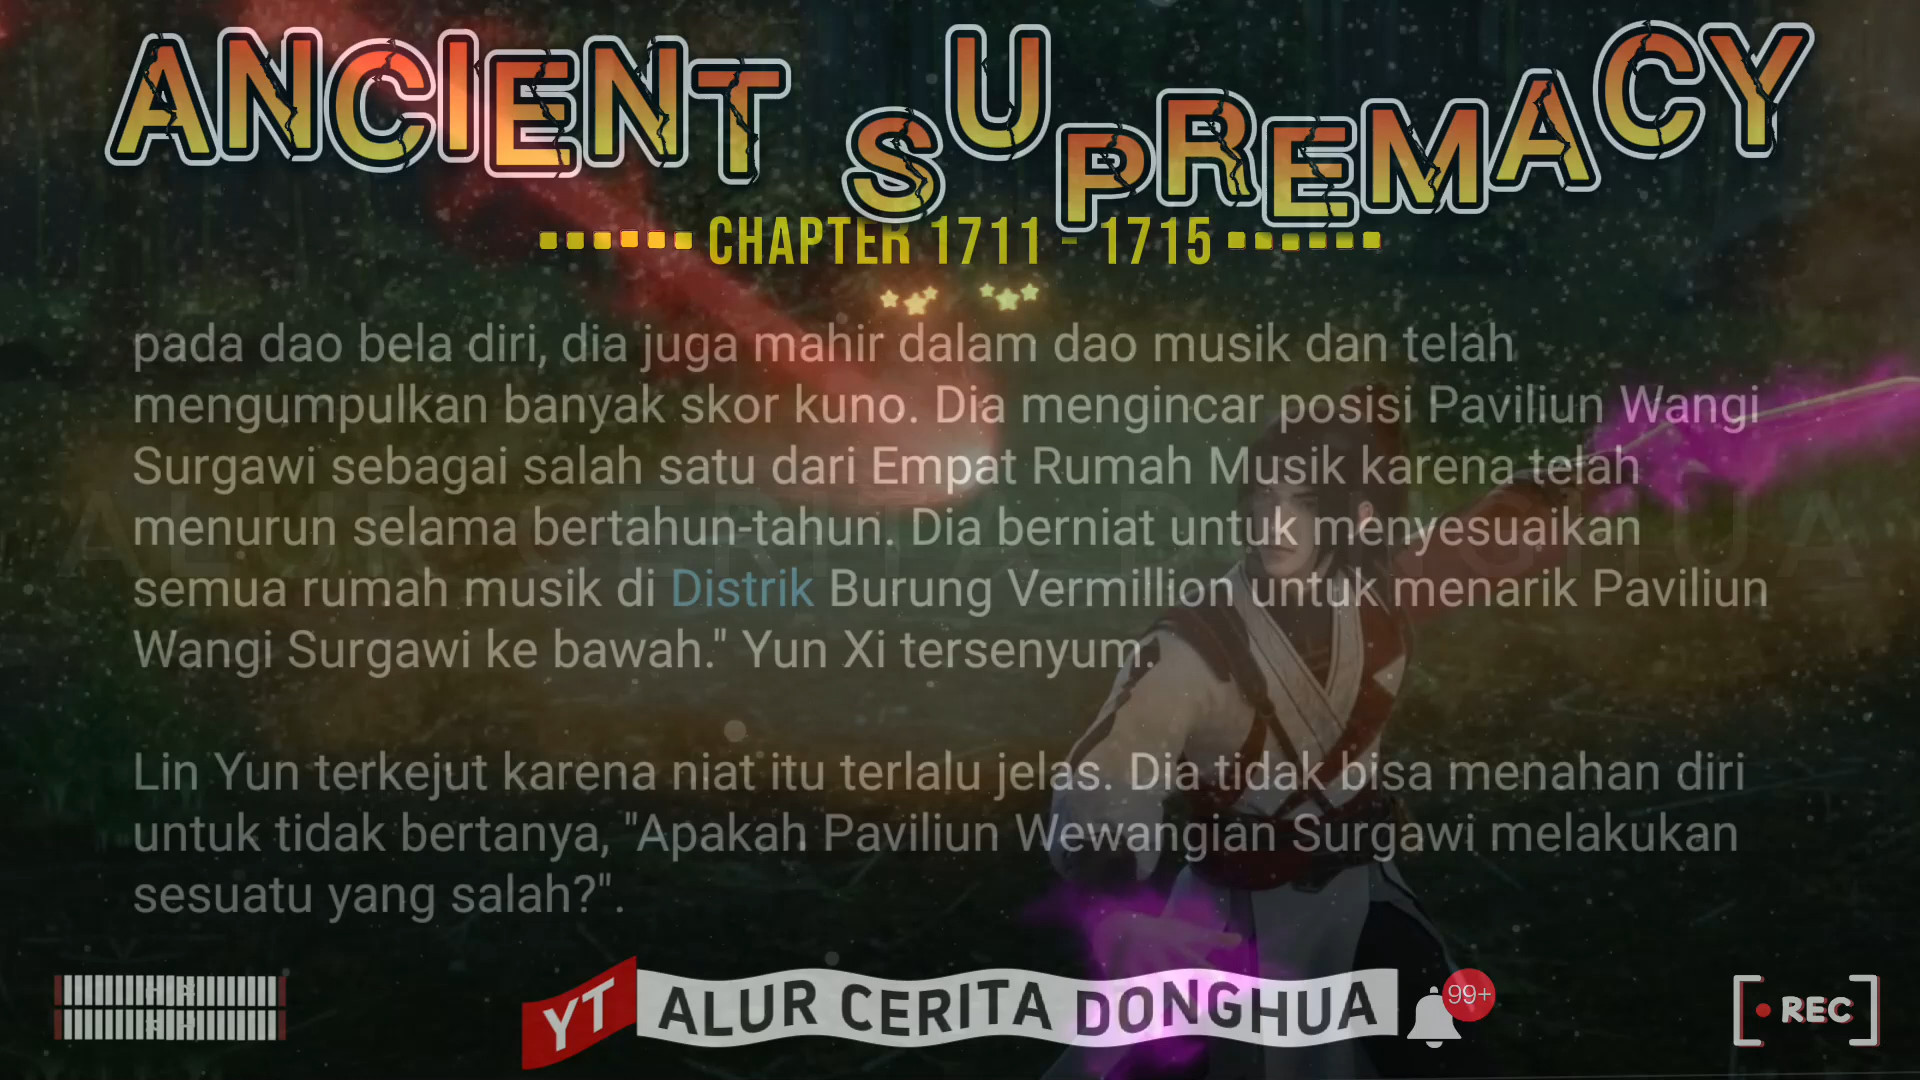 ANCIENT SUPREMACY
CHAPTER 1711 - 1715
pada dao bela diri, dia juga mahir dalam dao musik dan telah
mengumpulkan banyak skor kuno. Dia mengincar posisi Paviliun Wangi
Surgawi sebagai salah satu dari Empat Rumah Musik karena telah
menurun selama bertahun-tahun. Dia berniat untuk menyesuaikan
semua rumah musik di Distrik Burung Vermillion untuk menarik Paviliun
Wangi Surgawi ke bawah." Yun Xi tersenyum.
Lin Yun terkejut karena niat itu terlalu jelas. Dia tidak bisa menahan diri
untuk tidak bertanya, "Apakah Paviliun Wewangian Surgawi melakukan
sesuatu yang salah?".
ALUR CERITA DONGHUA
YT ALUR CERITA DONGHUA 99+
REC